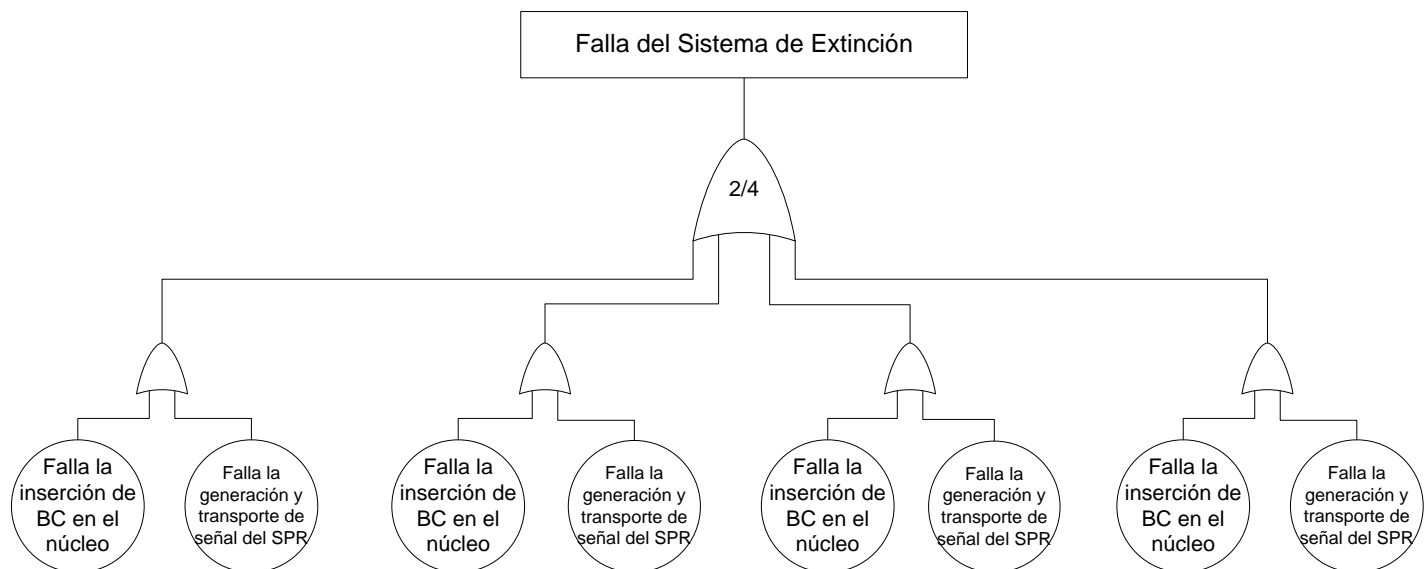 Falla del Sistema de Extinción
2/4
Falla la
inserción de
BC en el
núcleo
Falla la
generación y
transporte de
señal del SPR
Falla la
inserción de
BC en el
núcleo
Falla la
generación y
transporte de
señal del SPR
Falla la
inserción de
BC en el
núcleo
Falla la
generación y
transporte de
señal del SPR
Falla la
inserción de
BC en el
núcleo
Falla la
generación y
transporte de
señal del SPR